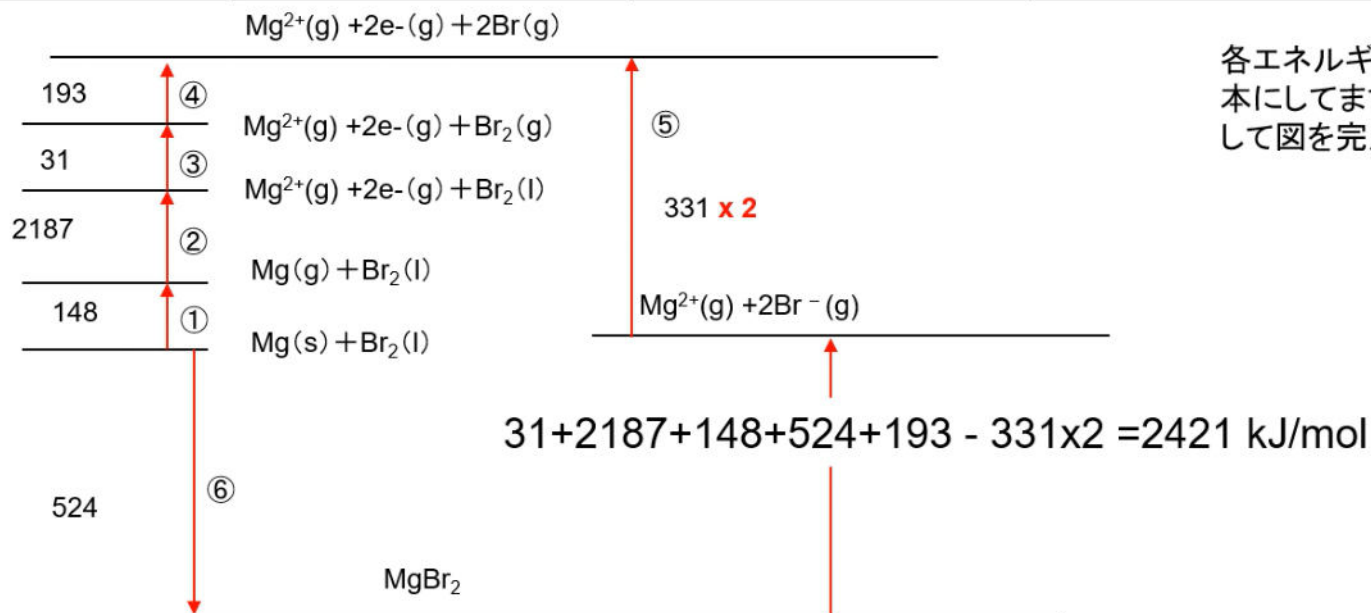 Mg²⁺(g) +2e-(g)＋2Br(g)
各エネルギ
本にしてま
して図を完
193
④
Mg²⁺(g) +2e-(g)＋Br₂(g)
⑤
31
③
Mg²⁺(g) +2e-(g)＋Br₂(l)
331 x 2
2187
②
Mg(g)＋Br₂(l)
148
①
Mg²⁺(g) +2Br⁻(g)
Mg(s)＋Br₂(l)
31+2187+148+524+193 - 331x2 =2421 kJ/mol
524
⑥
MgBr₂